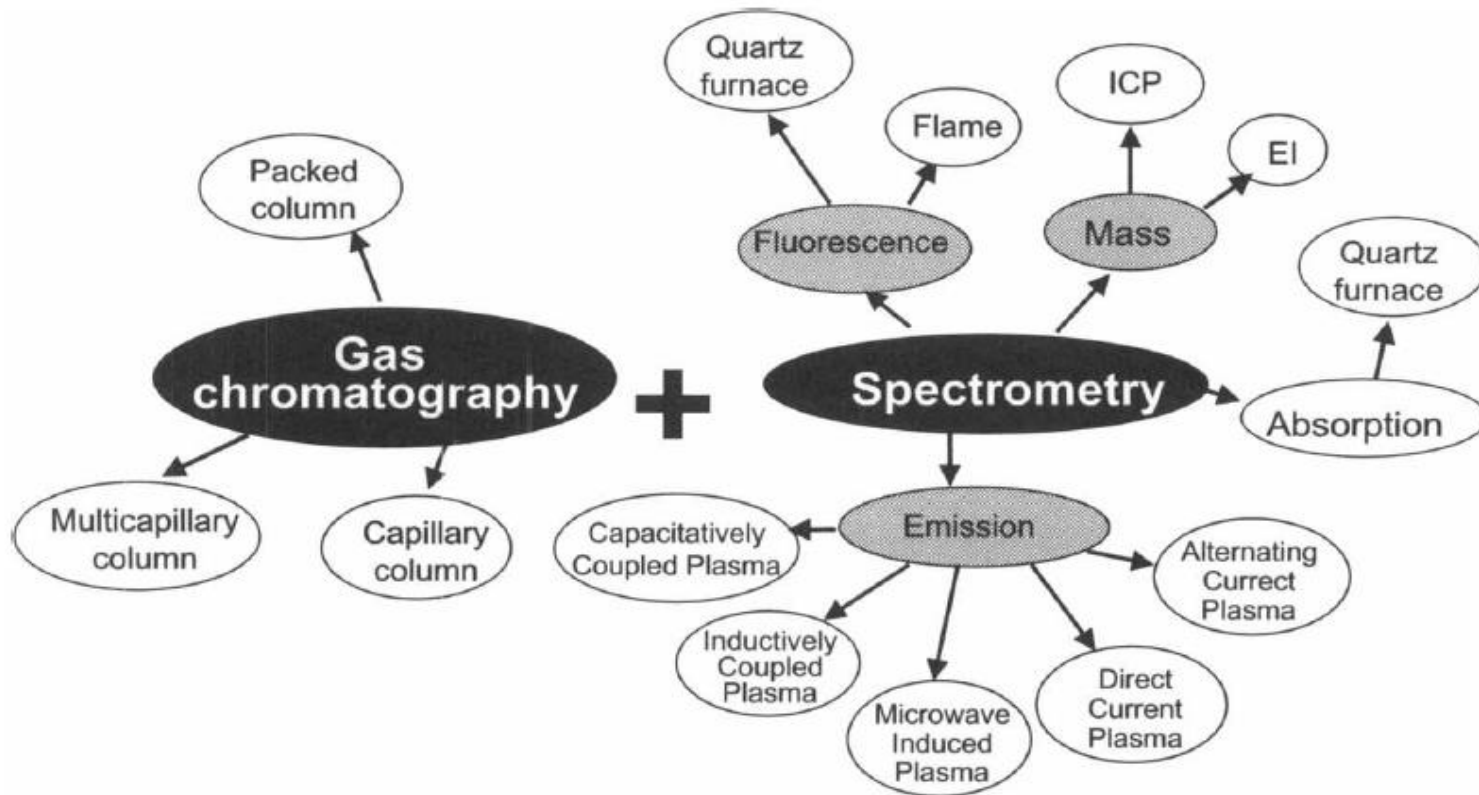 Quartz
furnace
ICP
Flame
EI
Packed
column
Fluorescence
Mass
Quartz
furnace
Gas
chromatography
+
Spectrometry
Absorption
Multicapillary
column
Capillary
column
Capacitatively
Coupled Plasma
Emission
Alternating
Currect
Plasma
Inductively
Coupled
Plasma
Microwave
Induced
Plasma
Direct
Current
Plasma